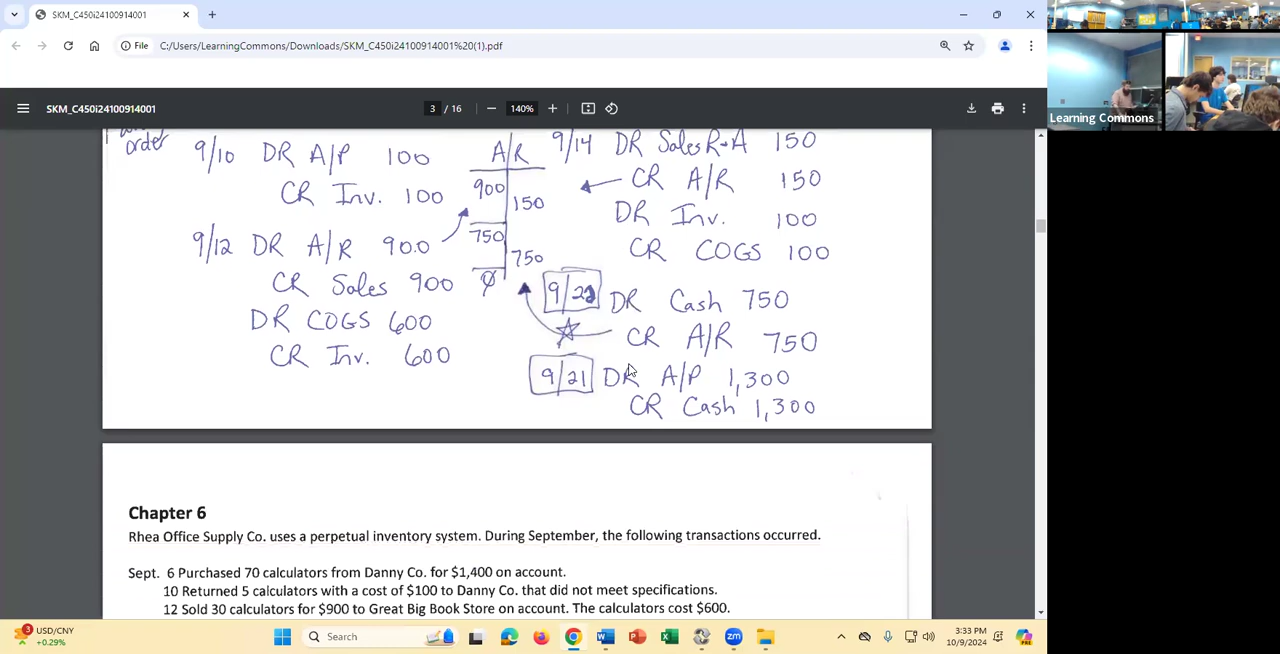 SKM_C450i24100914001
File
C:/Users/LearningCommons/Downloads/SKM_C450i24100914001%20(1).pdf
SKM_C450i24100914001
3 / 16
140%
order
9/10 DR A/P 100
CR Inv. 100
9/12 DR A/R 900
CR Sales 900
DR COGS 600
CR Inv. 600
A/R
900
150
750
750
0
9/14 DR Sales R+A 150
CR A/R 150
DR Inv. 100
CR COGS 100
9/22 DR Cash 750
CR A/R 750
9/21 DR A/P 1,300
CR Cash 1,300
Chapter 6
Rhea Office Supply Co. uses a perpetual inventory system. During September, the following transactions occurred.
Sept. 6 Purchased 70 calculators from Danny Co. for $1,400 on account.
10 Returned 5 calculators with a cost of $100 to Danny Co. that did not meet specifications.
12 Sold 30 calculators for $900 to Great Big Book Store on account. The calculators cost $600.
Learning Commons
3
USD/CNY
+0.29%
Search
zm
3:33 PM
10/9/2024